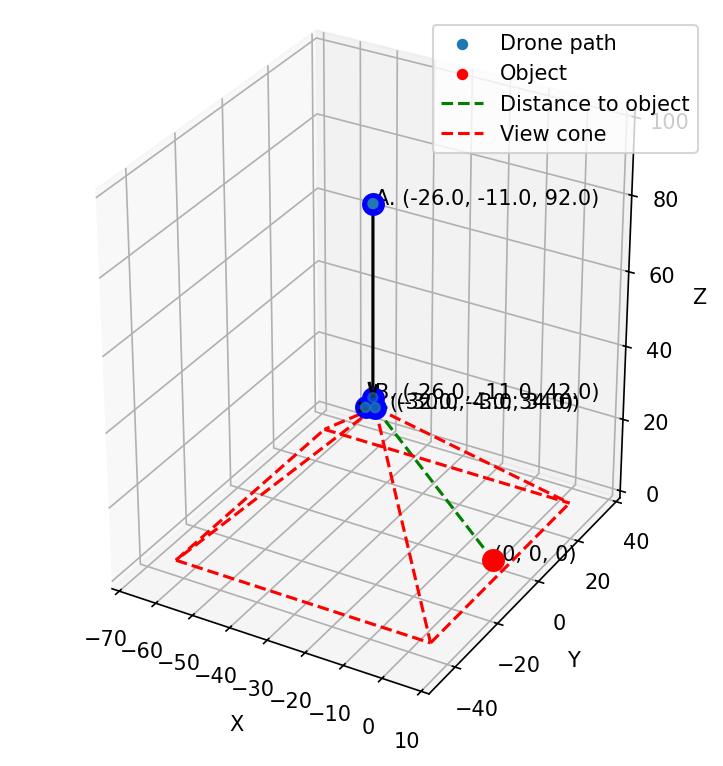 Drone path
Object
Distance to object
View cone
100
A. (-26.0, -11.0, 92.0)
80
60
Z
40
B. (-26.0, -11.0, 42.0)
20
0
(0, 0, 0)
40
20
0
Y
−20
−40
−70
−60
−50
−40
−30
−20
−10
0
10
X